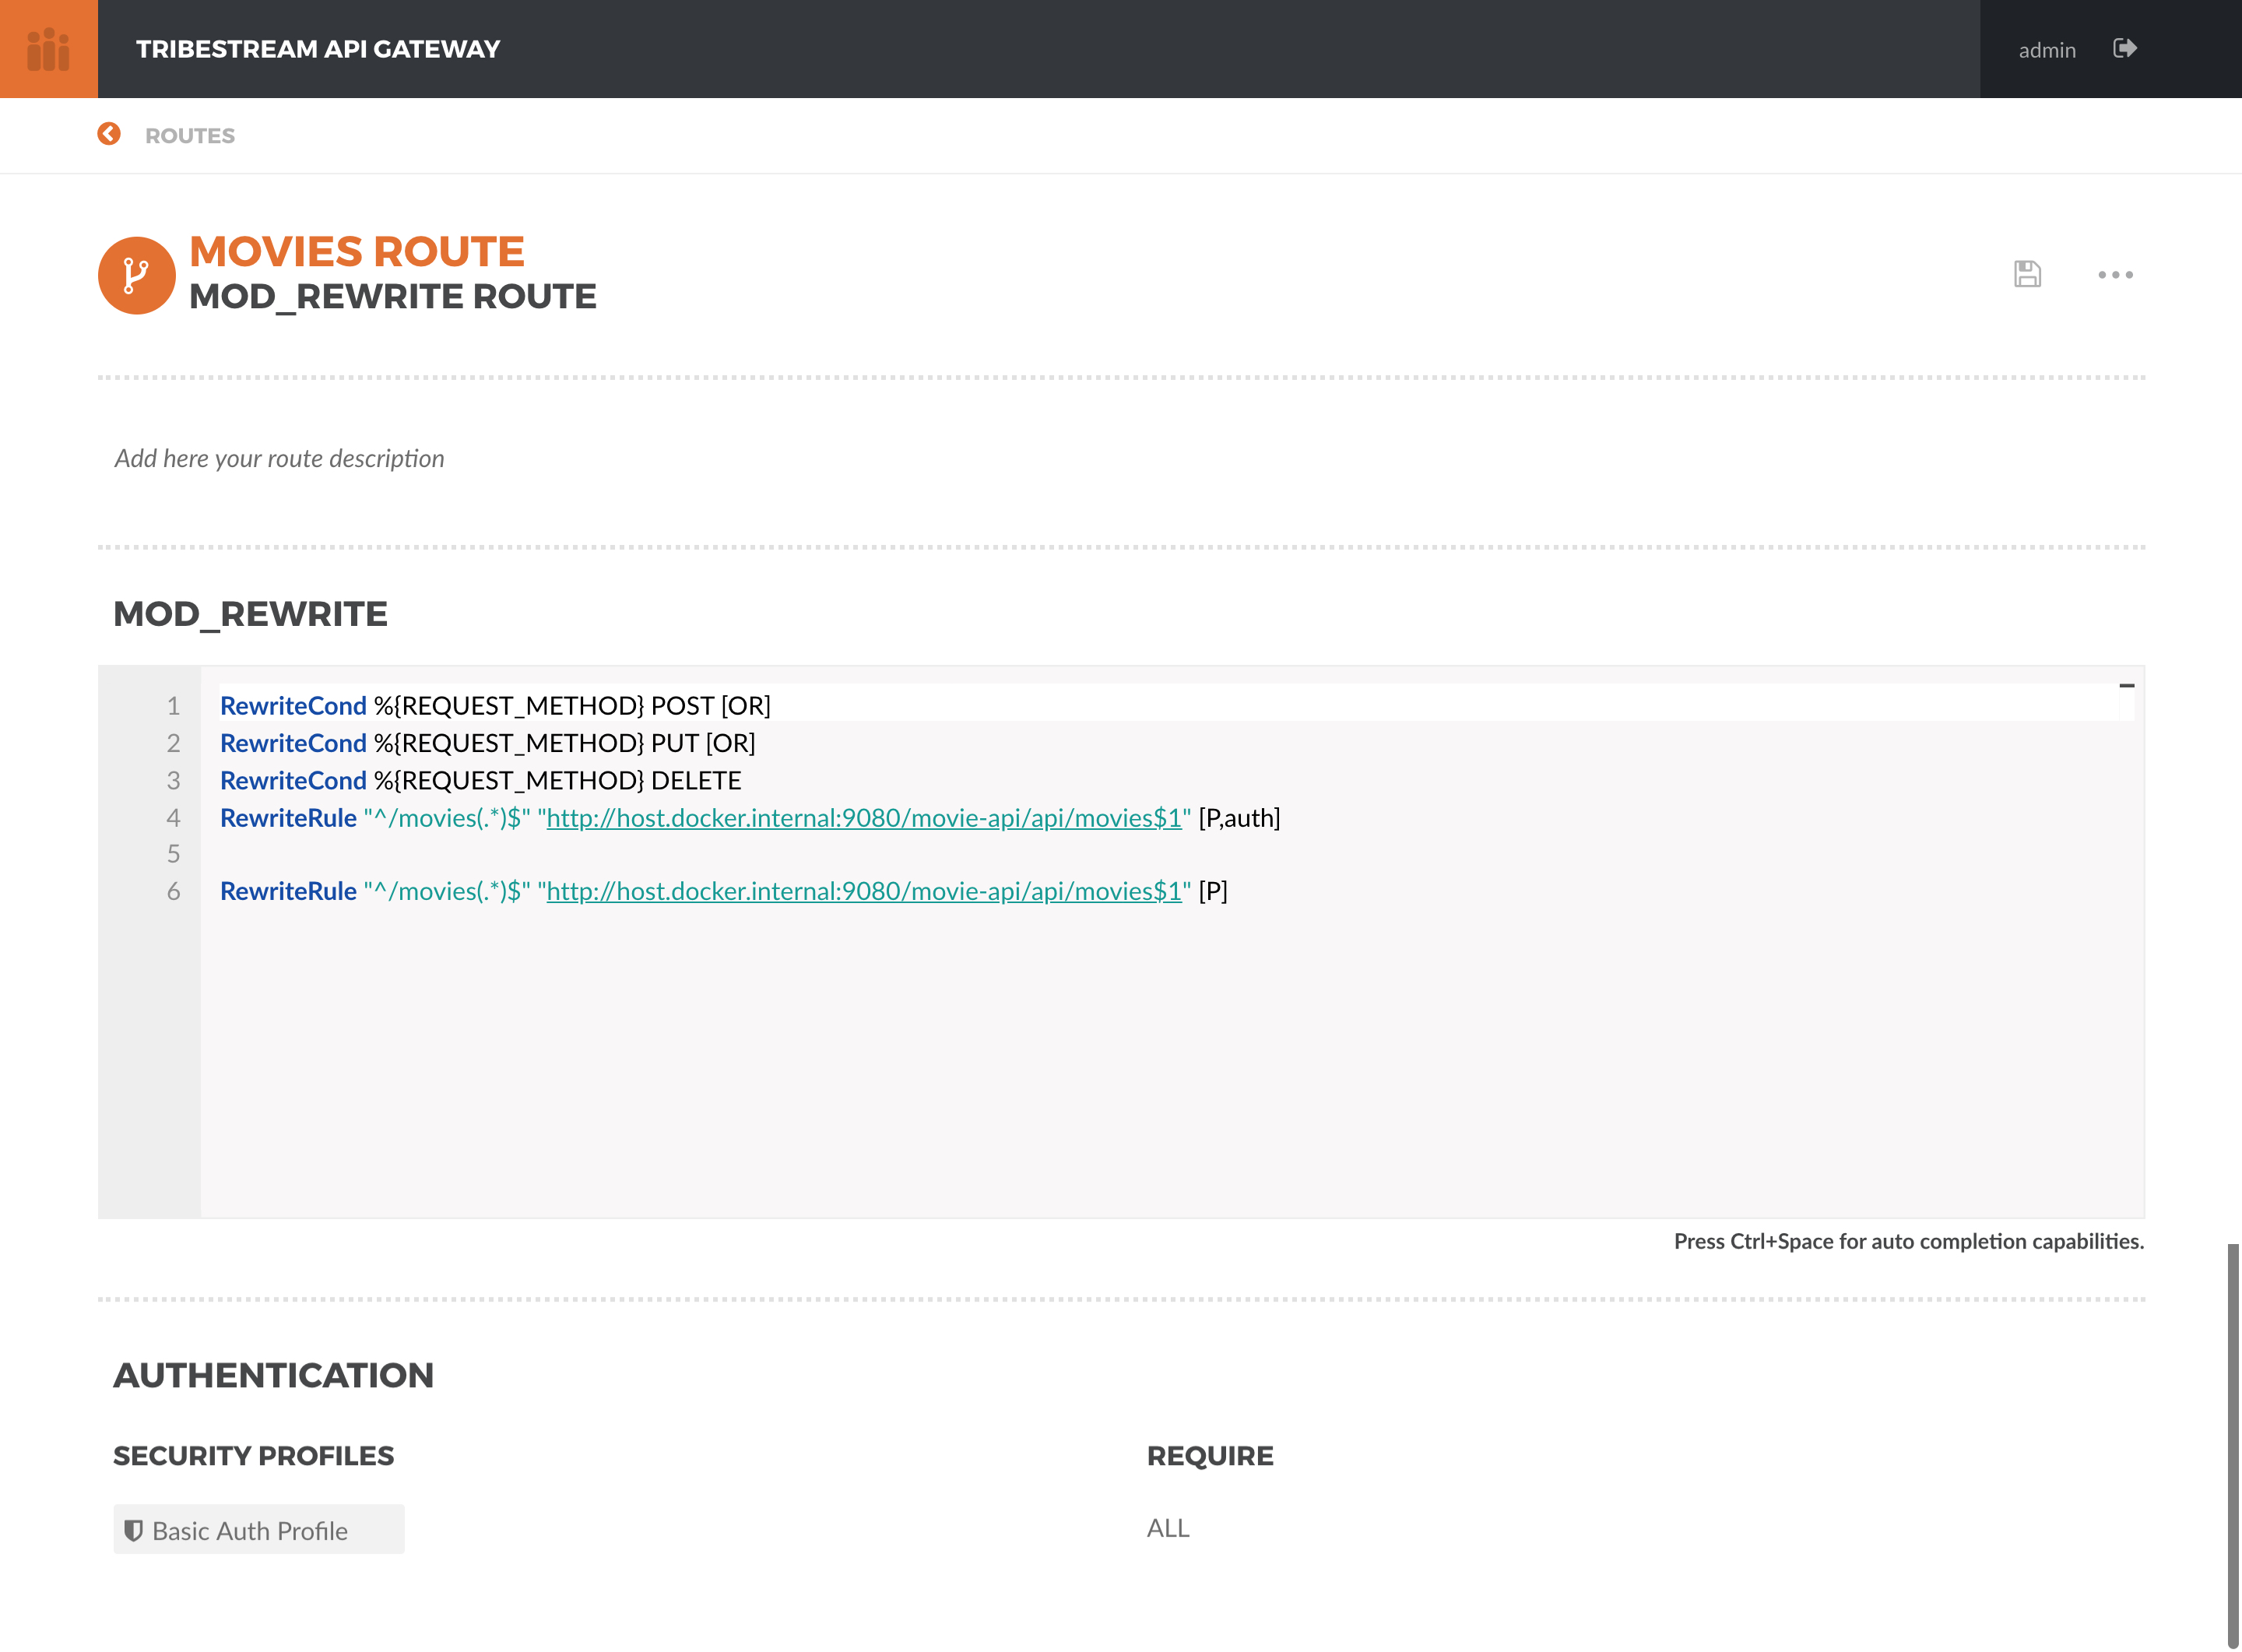 TRIBESTREAM API GATEWAY
admin
ROUTES
MOVIES ROUTE
MOD_REWRITE ROUTE
Add here your route description
MOD_REWRITE
1 RewriteCond %{REQUEST_METHOD} POST [OR]
2 RewriteCond %{REQUEST_METHOD} PUT [OR]
3 RewriteCond %{REQUEST_METHOD} DELETE
4 RewriteRule "^/movies(.*)$" "http://host.docker.internal:9080/movie-api/api/movies$1" [P,auth]
5
6 RewriteRule "^/movies(.*)$" "http://host.docker.internal:9080/movie-api/api/movies$1" [P]
Press Ctrl+Space for auto completion capabilities.
AUTHENTICATION
SECURITY PROFILES
REQUIRE
Basic Auth Profile
ALL